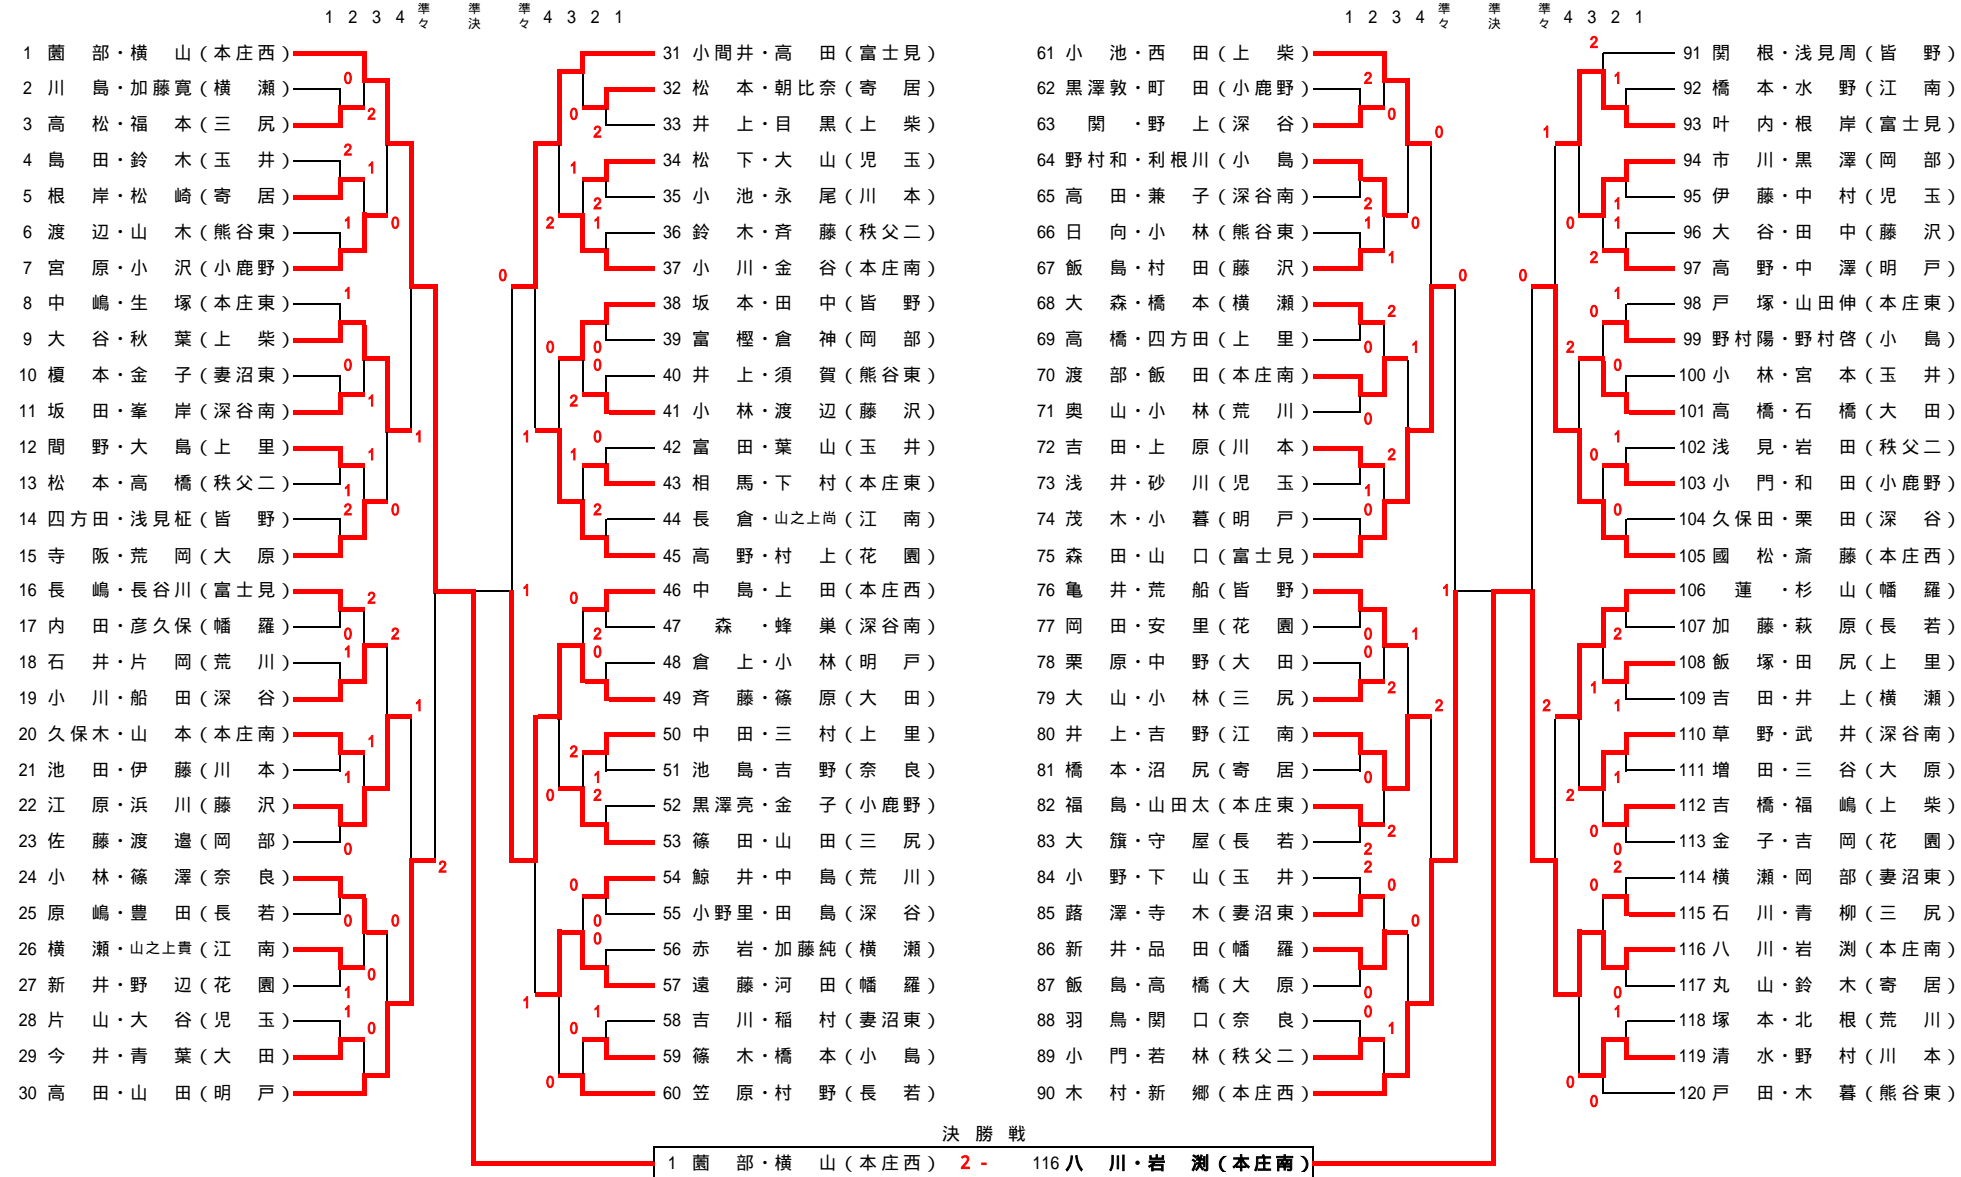 1 2 3 4 準々 準決 準々 4 3 2 1 1 2 3 4 準々 準決 準々 4 3 2 1
1 薗 部・横 山(本庄西)
2 川 島・加藤寛(横 瀬)
3 高 松・福 本(三 尻)
4 島 田・鈴 木(玉 井)
5 根 岸・松 崎(寄 居)
6 渡 辺・山 木(熊谷東)
7 宮 原・小 沢(小鹿野)
8 中 嶋・生 塚(本庄東)
9 大 谷・秋 葉(上 柴)
10 榎 本・金 子(妻沼東)
11 坂 田・峯 岸(深谷南)
12 間 野・大 島(上 里)
13 松 本・高 橋(秩父二)
14 四方田・浅見柾(皆 野)
15 寺 阪・荒 岡(大 原)
16 長 嶋・長谷川(富士見)
17 内 田・彦久保(幡 羅)
18 石 井・片 岡(荒 川)
19 小 川・船 田(深 谷)
20 久保木・山 本(本庄南)
21 池 田・伊 藤(川 本)
22 江 原・浜 川(藤 沢)
23 佐 藤・渡 邉(岡 部)
24 小 林・篠 澤(奈 良)
25 原 嶋・豊 田(長 若)
26 横 瀬・山之上貴(江 南)
27 新 井・野 辺(花 園)
28 片 山・大 谷(児 玉)
29 今 井・青 葉(大 田)
30 高 田・山 田(明 戸)
31 小間井・高 田(富士見)
32 松 本・朝比奈(寄 居)
33 井 上・目 黒(上 柴)
34 松 下・大 山(児 玉)
35 小 池・永 尾(川 本)
36 鈴 木・斉 藤(秩父二)
37 小 川・金 谷(本庄南)
38 坂 本・田 中(皆 野)
39 富 樫・倉 神(岡 部)
40 井 上・須 賀(熊谷東)
41 小 林・渡 辺(藤 沢)
42 富 田・葉 山(玉 井)
43 相 馬・下 村(本庄東)
44 長 倉・山之上尚(江 南)
45 高 野・村 上(花 園)
46 中 島・上 田(本庄西)
47 森 ・蜂 巣(深谷南)
48 倉 上・小 林(明 戸)
49 斉 藤・篠 原(大 田)
50 中 田・三 村(上 里)
51 池 島・吉 野(奈 良)
52 黒澤亮・金 子(小鹿野)
53 篠 田・山 田(三 尻)
54 鯨 井・中 島(荒 川)
55 小野里・田 島(深 谷)
56 赤 岩・加藤純(横 瀬)
57 遠 藤・河 田(幡 羅)
58 吉 川・稲 村(妻沼東)
59 篠 木・橋 本(小 島)
60 笠 原・村 野(長 若)
61 小 池・西 田(上 柴)
62 黒澤敦・町 田(小鹿野)
63 関 ・野 上(深 谷)
64 野村和・利根川(小 島)
65 高 田・兼 子(深谷南)
66 日 向・小 林(熊谷東)
67 飯 島・村 田(藤 沢)
68 大 森・橋 本(横 瀬)
69 高 橋・四方田(上 里)
70 渡 部・飯 田(本庄南)
71 奥 山・小 林(荒 川)
72 吉 田・上 原(川 本)
73 浅 井・砂 川(児 玉)
74 茂 木・小 暮(明 戸)
75 森 田・山 口(富士見)
76 亀 井・荒 船(皆 野)
77 岡 田・安 里(花 園)
78 栗 原・中 野(大 田)
79 大 山・小 林(三 尻)
80 井 上・吉 野(江 南)
81 橋 本・沼 尻(寄 居)
82 福 島・山田太(本庄東)
83 大 籏・守 屋(長 若)
84 小 野・下 山(玉 井)
85 蕗 澤・寺 木(妻沼東)
86 新 井・品 田(幡 羅)
87 飯 島・高 橋(大 原)
88 羽 鳥・関 口(奈 良)
89 小 門・若 林(秩父二)
90 木 村・新 郷(本庄西)
91 関 根・浅見周(皆 野)
92 橋 本・水 野(江 南)
93 叶 内・根 岸(富士見)
94 市 川・黒 澤(岡 部)
95 伊 藤・中 村(児 玉)
96 大 谷・田 中(藤 沢)
97 高 野・中 澤(明 戸)
98 戸 塚・山田伸(本庄東)
99 野村陽・野村啓(小 島)
100 小 林・宮 本(玉 井)
101 高 橋・石 橋(大 田)
102 浅 見・岩 田(秩父二)
103 小 門・和 田(小鹿野)
104 久保田・栗 田(深 谷)
105 國 松・斎 藤(本庄西)
106 蓮 ・杉 山(幡 羅)
107 加 藤・萩 原(長 若)
108 飯 塚・田 尻(上 里)
109 吉 田・井 上(横 瀬)
110 草 野・武 井(深谷南)
111 増 田・三 谷(大 原)
112 吉 橋・福 嶋(上 柴)
113 金 子・吉 岡(花 園)
114 横 瀬・岡 部(妻沼東)
115 石 川・青 柳(三 尻)
116 八 川・岩 渕(本庄南)
117 丸 山・鈴 木(寄 居)
118 塚 本・北 根(荒 川)
119 清 水・野 村(川 本)
120 戸 田・木 暮(熊谷東)
決 勝 戦
1 薗 部・横 山(本庄西) 2 - 116 八 川・岩 渕(本庄南)